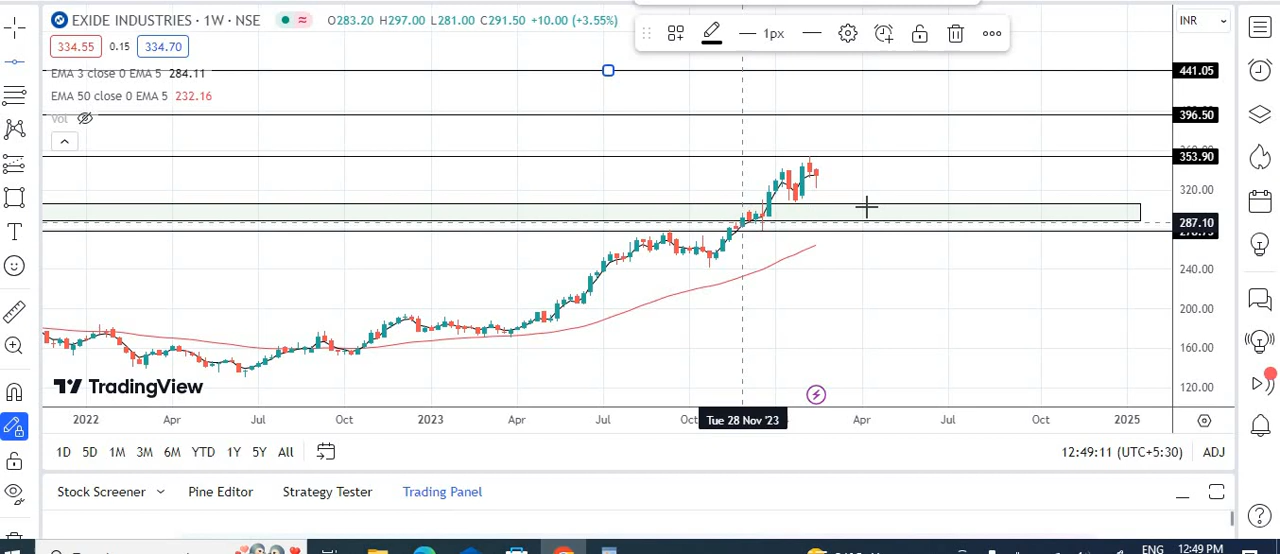 EXIDE INDUSTRIES · 1W · NSE
O283.20 H297.00 L281.00 C291.50 +10.00 (+3.55%)
INR
1px
334.55 0.15 334.70
EMA 3 close 0 EMA 5 284.11
EMA 50 close 0 EMA 5 232.16
Vol
441.05
396.50
353.90
320.00
287.10
240.00
200.00
160.00
120.00
TradingView
2022 Apr Jul Oct 2023 Apr Jul Oct Tue 28 Nov '23 Apr Jul Oct 2025
1D 5D 1M 3M 6M YTD 1Y 5Y All
12:49:11 (UTC+5:30) ADJ
Stock Screener Pine Editor Strategy Tester Trading Panel
ENG 12:49 PM